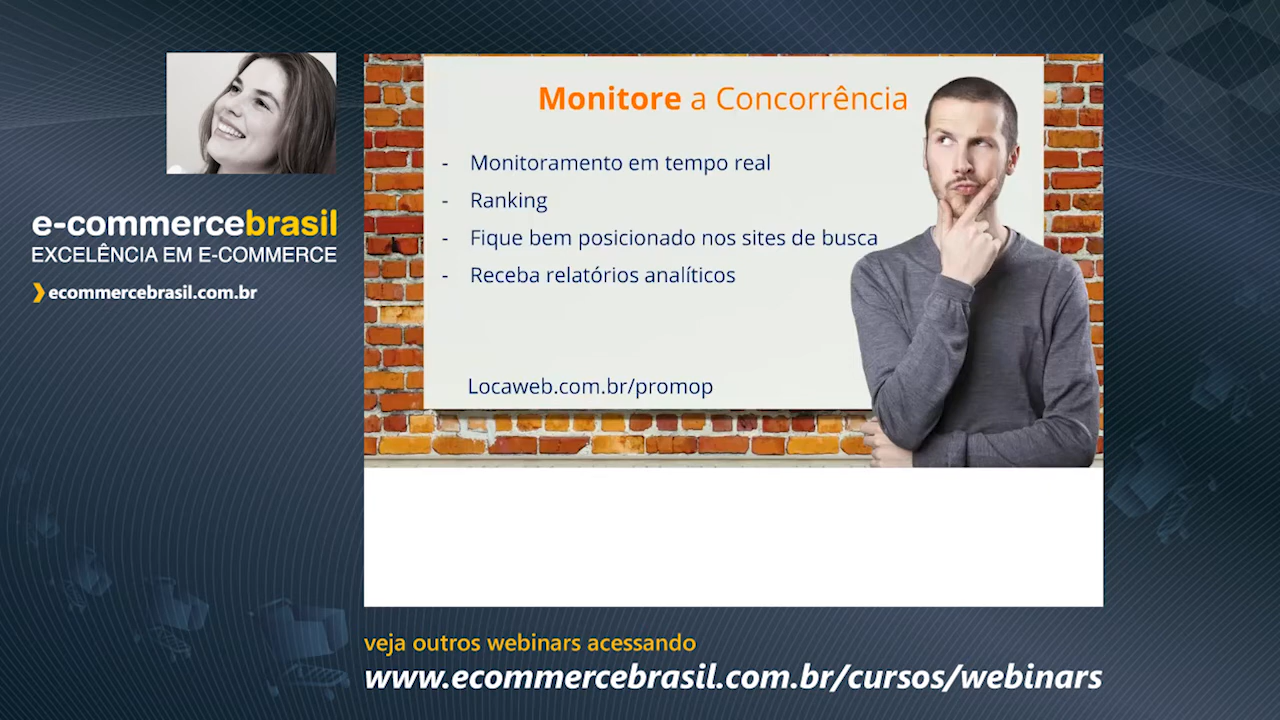 e-commercebrasil
EXCELÊNCIA EM E-COMMERCE
ecommercebrasil.com.br
Monitore a Concorrência
- Monitoramento em tempo real
- Ranking
- Fique bem posicionado nos sites de busca
- Receba relatórios analíticos
Locaweb.com.br/promop
veja outros webinars acessando
www.ecommercebrasil.com.br/cursos/webinars